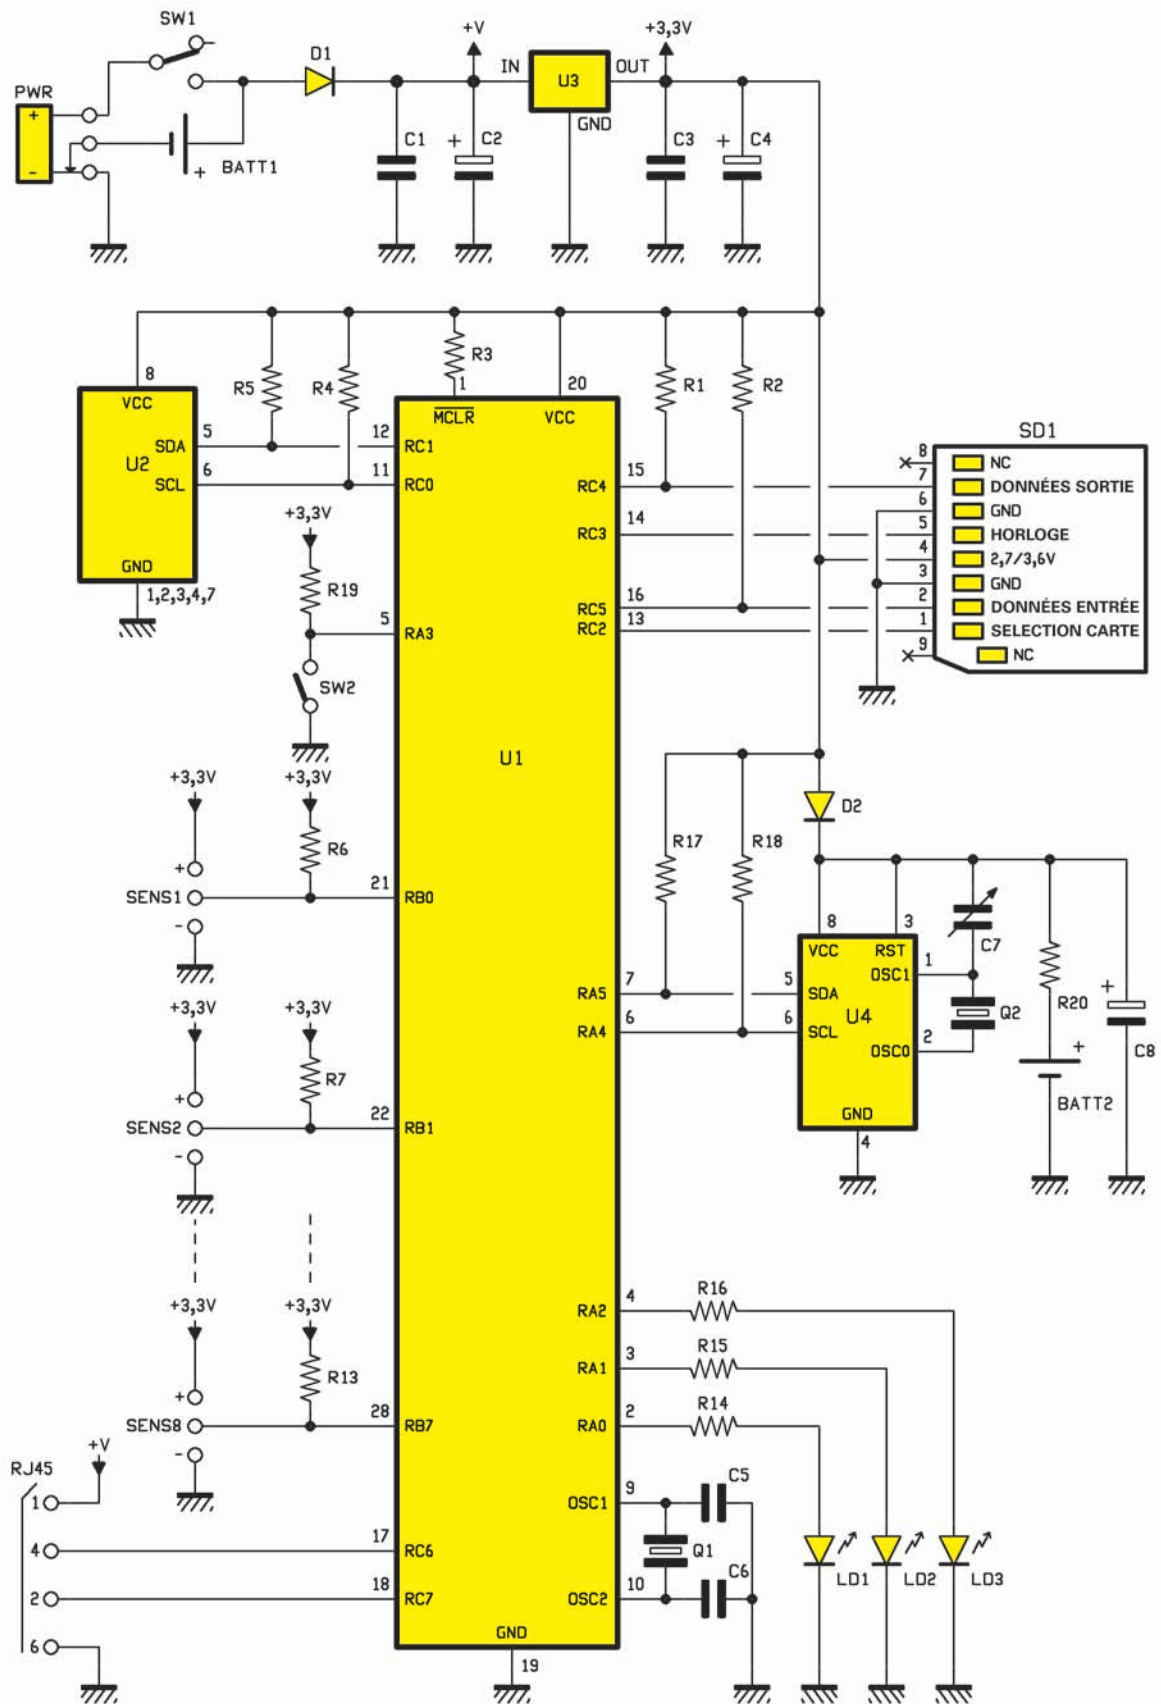 SW1
+V
+3,3V
D1
IN
U3
OUT
PWR
GND
+
-
BATT1
+
C1
+
C2
C3
+
C4
8
VCC
R5
R4
R3
1
20
R1
R2
MCLR
VCC
SD1
5
SDA
12
RC1
U2
6
SCL
11
RC0
15
RC4
8
NC
7
DONNÉES SORTIE
6
GND
14
RC3
5
HORLOGE
4
2,7/3,6V
3
GND
16
RC5
2
DONNÉES ENTRÉE
13
RC2
1
SELECTION CARTE
9
NC
GND
1,2,3,4,7
+3,3V
R19
5
RA3
SW2
U1
+3,3V
+3,3V
R6
+
SENS1
-
21
RB0
D2
R17
R18
8
3
VCC
RST
C7
1
OSC1
7
RA5
5
SDA
U4
6
RA4
6
SCL
Q2
2
OSCO
R20
+
+
C8
BATT2
GND
4
+3,3V
+3,3V
R7
+
SENS2
-
22
RB1
+3,3V
+3,3V
R13
+
SENS8
-
28
RB7
4
RA2
R16
3
RA1
R15
2
RA0
R14
RJ45
+V
1
4
2
6
17
RC6
18
RC7
9
OSC1
C5
Q1
10
OSC2
C6
LD1
LD2
LD3
GND
19